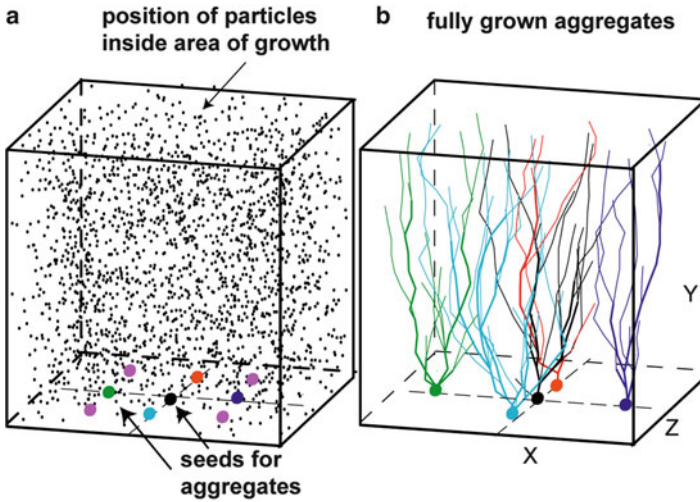 a
position of particles
inside area of growth
seeds for
aggregates
b
fully grown aggregates
Y
Z
X